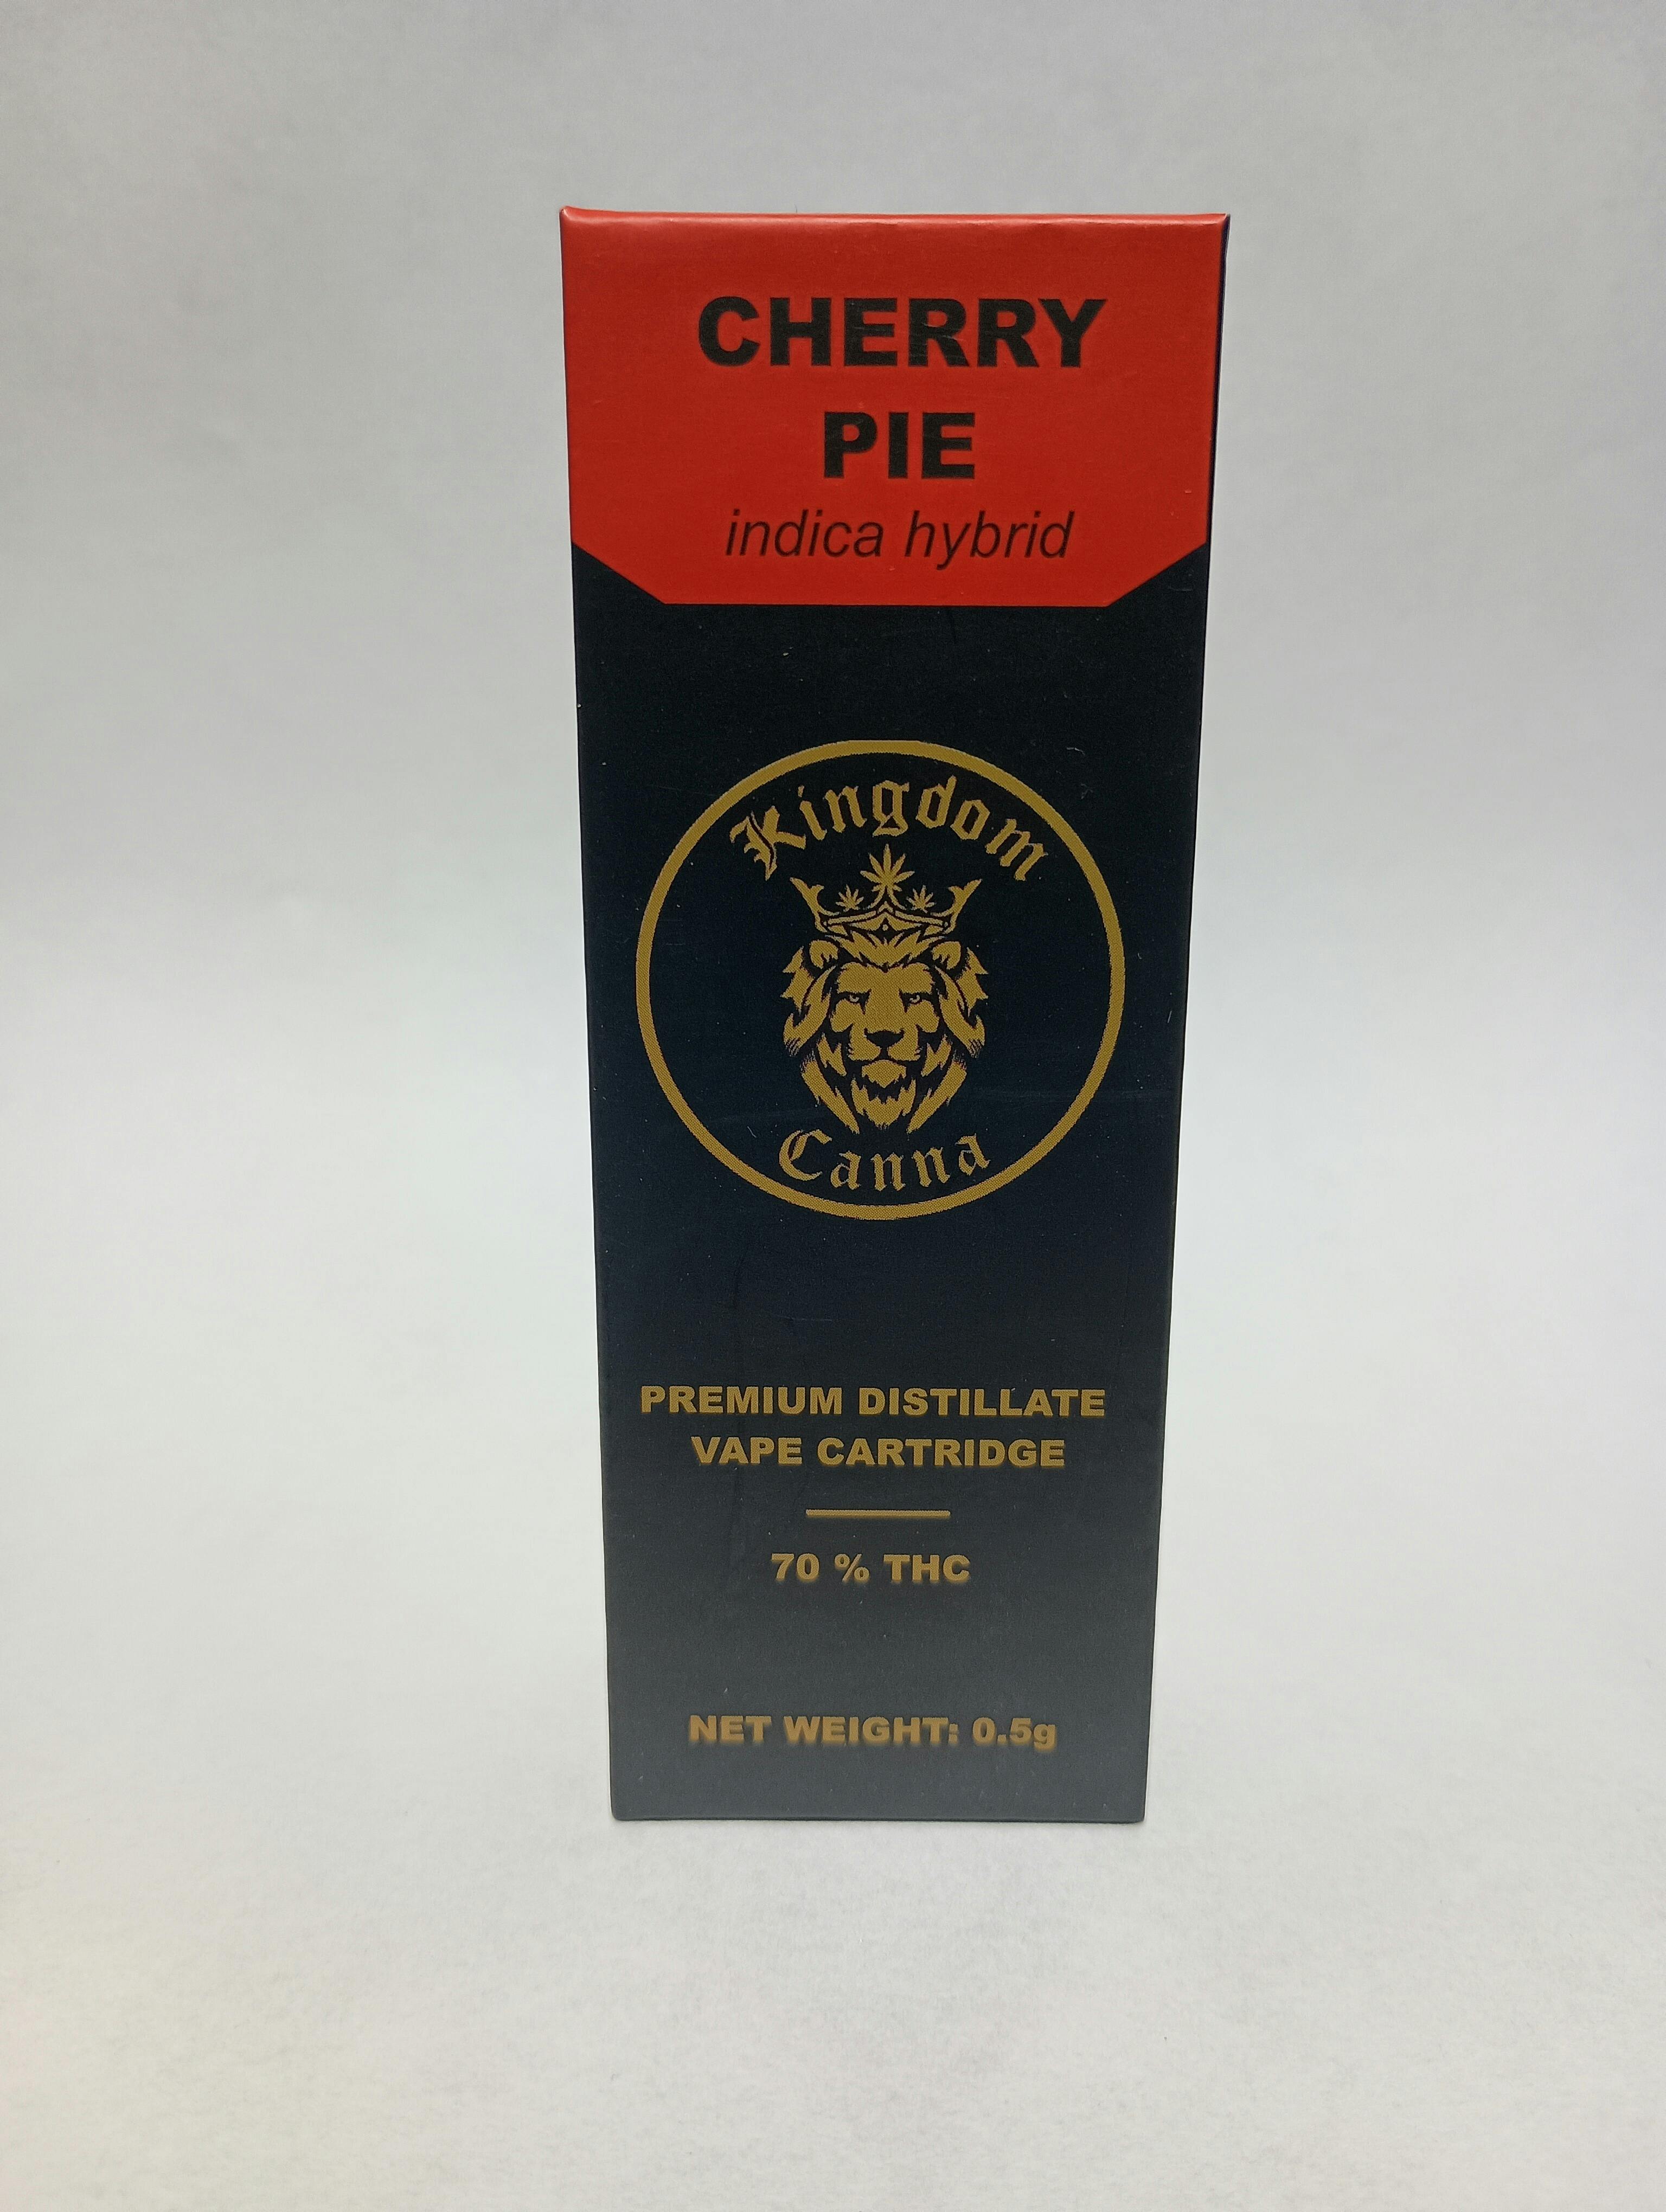 CHERRY
PIE
indica hybrid
Kingdom
Canna
PREMIUM DISTILLATE
VAPE CARTRIDGE
70 % THC
NET WEIGHT: 0.5g